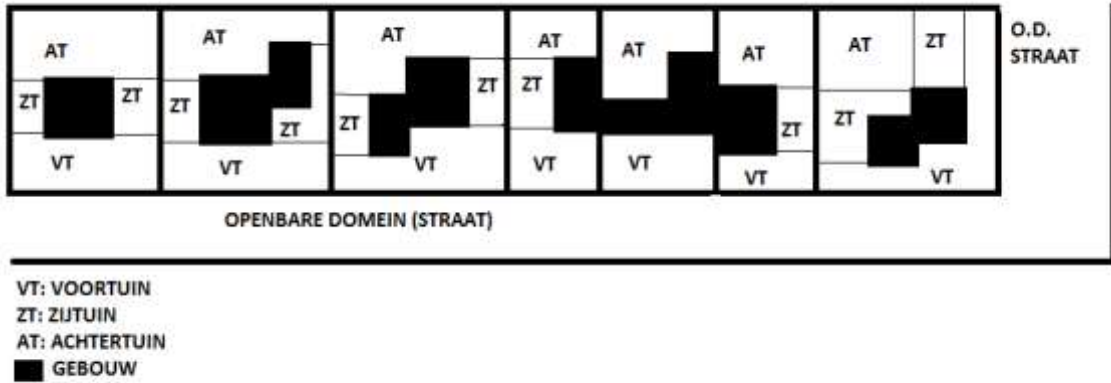 AT AT AT AT AT AT AT ZT O.D.
STRAAT
ZT ZT ZT ZT ZT ZT ZT ZT ZT
VT VT VT VT VT VT VT
OPENBARE DOMEIN (STRAAT)
VT: VOORTUIN
ZT: ZIJTUIN
AT: ACHTERTUIN
GEBOUW